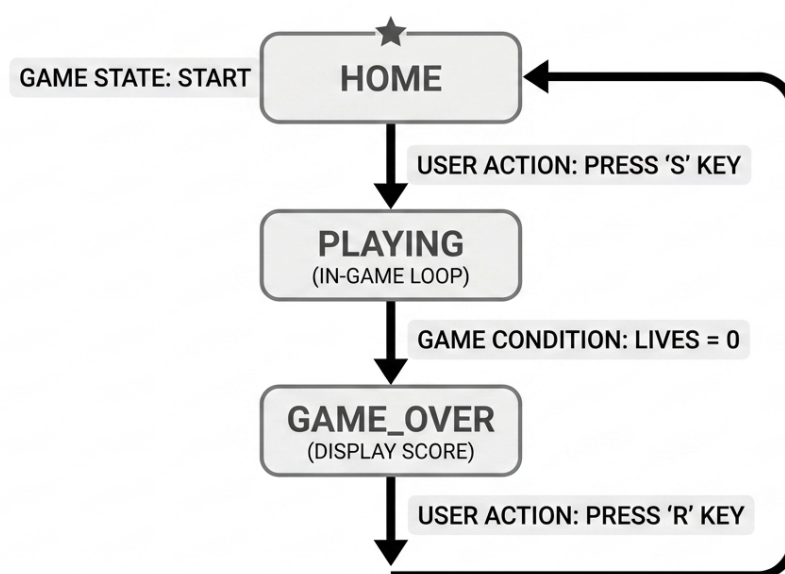 GAME STATE: START
HOME
USER ACTION: PRESS ‘S’ KEY
PLAYING
(IN-GAME LOOP)
GAME CONDITION: LIVES = 0
GAME_OVER
(DISPLAY SCORE)
USER ACTION: PRESS ‘R’ KEY